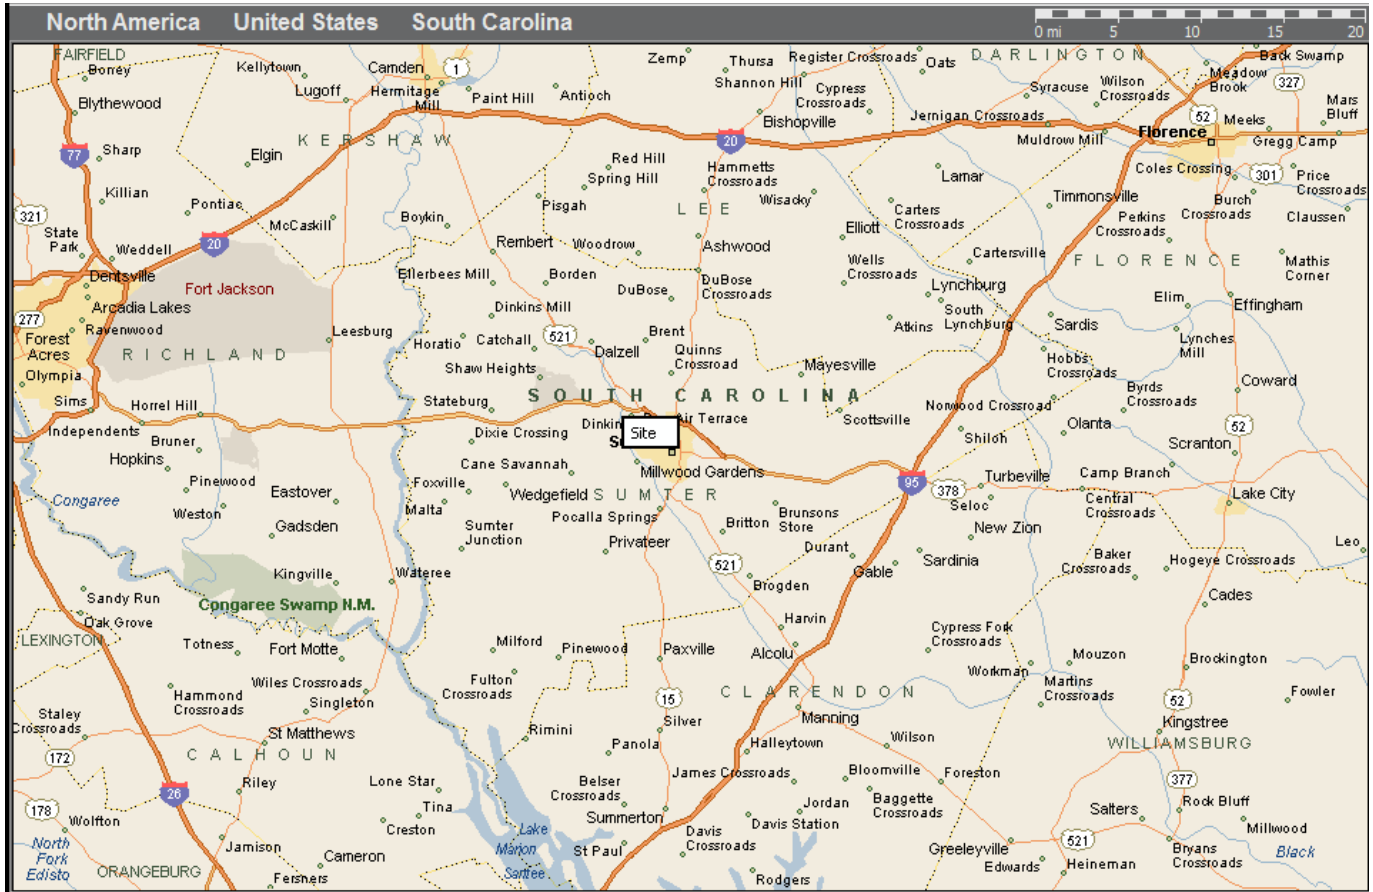 North America United States South Carolina
0 mi 5 10 15 20
FAIRFIELD
Boney
Kellytown
Camden
1
Zemp
Thursa
Register Crossroads
Oats
DARLINGTON
Back Swamp
Lugoff
Hermitage
Mill
Paint Hill
Antioch
Shannon Hill
Cypress
Crossroads
Syracuse
Wilson
Crossroads
Meadow
Brook
327
Blythewood
Bishopville
Jernigan Crossroads
52
Meeks
Mars
Bluff
KERSHAW
20
Muldrow Mill
Florence
Gregg Camp
77
Sharp
Elgin
Red Hill
Spring Hill
Hammetts
Crossroads
Lamar
Coles Crossing
301
Price
Crossroads
Killian
Pontiac
McCaskill
Boykin
Pisgah
LEE
Wisacky
Carters
Crossroads
Timmonsville
Perkins
Crossroads
Burch
Crossroads
Claussen
321
State
Park
Weddell
20
Rembert
Woodrow
Ashwood
Elliott
Wells
Crossroads
Cartersville
FLORENCE
Mathis
Corner
Dentsville
Fort Jackson
Ellerbees Mill
Borden
DuBose
DuBose
Crossroads
Lynchburg
Elim
Effingham
Arcadia Lakes
277
Ravenwood
Leesburg
Dinkins Mill
South
Lynchburg
Atkins
Sardis
Lynches
Mill
Forest
Acres
RICHLAND
Horatio
Catchall
521
Dalzell
Brent
Quinns
Crossroad
Mayesville
Hobbs
Crossroads
Olympia
Shaw Heights
SOUTH CAROLINA
Byrds
Crossroads
Coward
Sims
Horrel Hill
Stateburg
Air Terrace
Scottsville
Norwood Crossroad
Olanta
52
Independents
Bruner
Dixie Crossing
Site
Shiloh
Scranton
Hopkins
Cane Savannah
Millwood Gardens
95
378
Turbeville
Camp Branch
Congaree
Pinewood
Eastover
Foxville
Wedgefield
SUMTER
Seloc
Central
Crossroads
Lake City
Weston
Gadsden
Malta
Sumter
Junction
Pocalla Springs
Privateer
Britton
Brunsons
Store
New Zion
Leo
Kingville
Wateree
521
Durant
Gable
Sardinia
Baker
Crossroads
Hogeye Crossroads
Sandy Run
Congaree Swamp N.M.
Brogden
Cades
Oak Grove
LEXINGTON
Totness
Fort Motte
Milford
Pinewood
Paxville
Harvin
Alcolu
Cypress Fork
Crossroads
Workman
Mouzon
Brockington
Hammond
Crossroads
Wiles Crossroads
Singleton
Fulton
Crossroads
15
CLARENDON
Martins
Crossroads
52
Fowler
Staley
Crossroads
St Matthews
Rimini
Silver
Manning
Kingstree
172
CALHOUN
Panola
Halleytown
Wilson
WILLIAMSBURG
26
Riley
Lone Star
Belser
Crossroads
James Crossroads
Bloomville
Foreston
377
178
Wolfton
Tina
Creston
Summerton
Jordan
Baggette
Crossroads
Salters
Rock Bluff
North
Fork
Edisto
Jamison
Cameron
Lake
Marion
Santee
St Paul
Davis
Crossroads
Davis Station
Greeleyville
521
Millwood
Black
ORANGEBURG
Fersners
Rodgers
Edwards
Heineman
Bryans
Crossroads